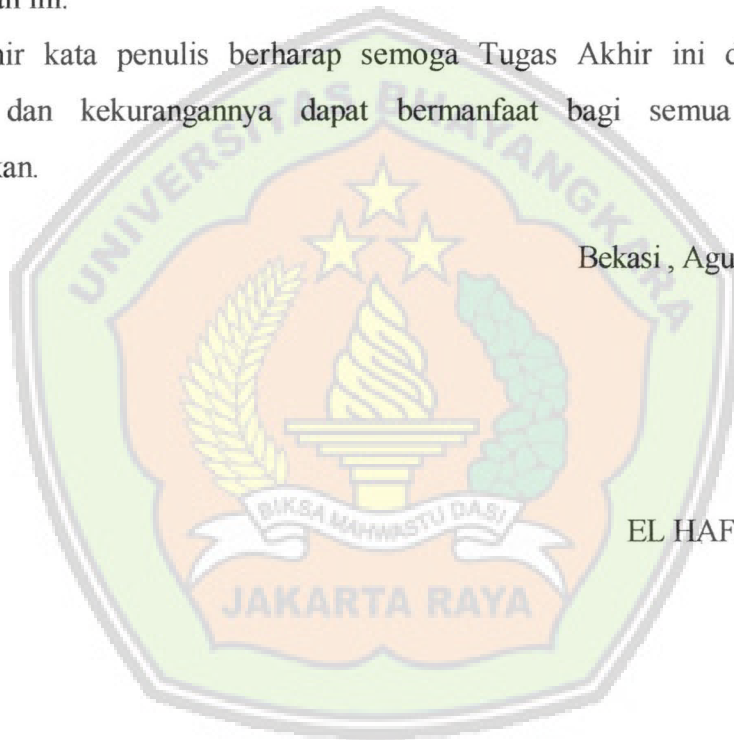 an ini.
hir kata penulis berharap semoga Tugas Akhir ini d
dan kekurangannya dapat bermanfaat bagi semua
kan.
UNIVERSITAS BHAYANGKARA
Bekasi , Agu
BIKSA MAHWASTU DASI
EL HAF
JAKARTA RAYA